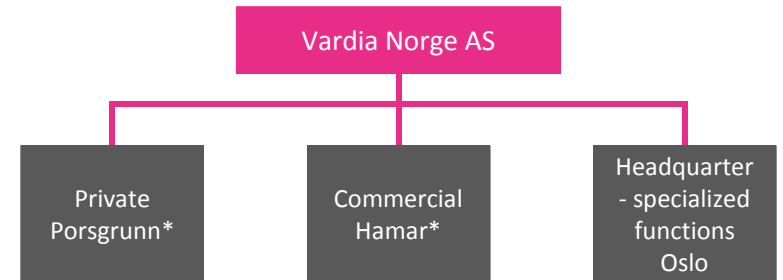 Vardia Norge AS
Private
Porsgrunn*
Commercial
Hamar*
Headquarter
- specialized
functions
Oslo